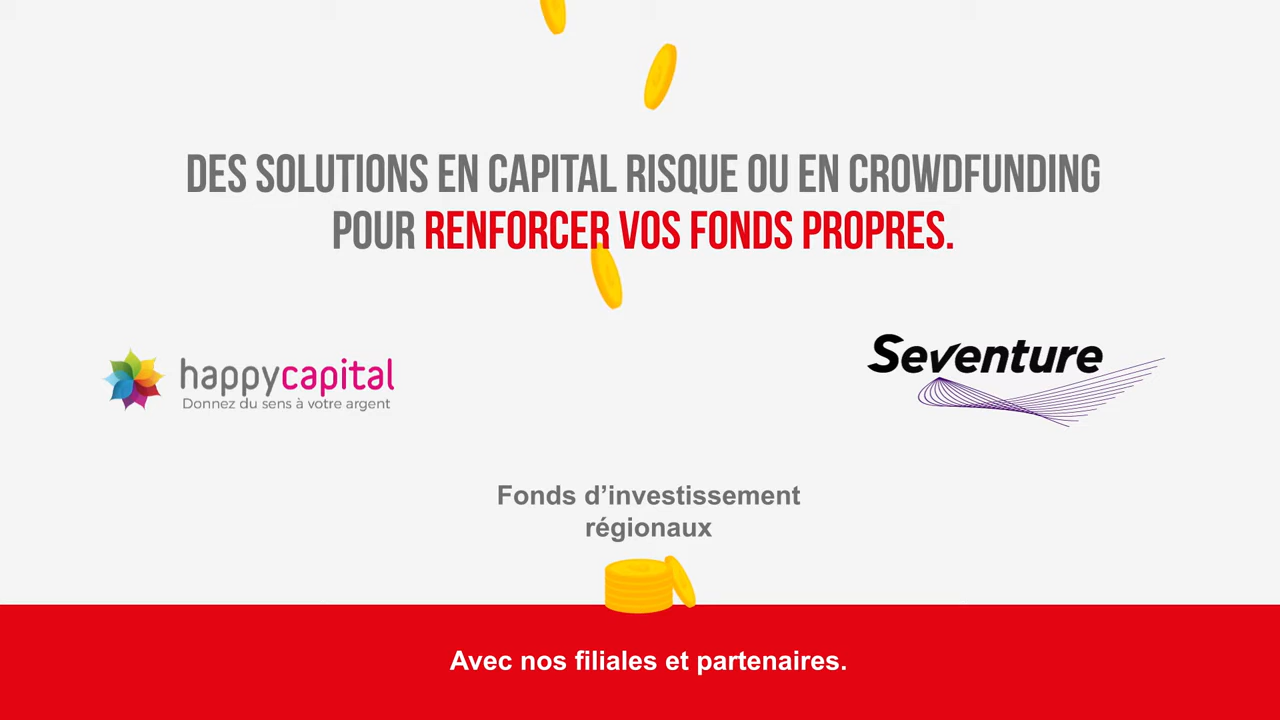 DES SOLUTIONS EN CAPITAL RISQUE OU EN CROWDFUNDING
POUR RENFORCER VOS FONDS PROPRES.
happycapital
Donnez du sens à votre argent
Seventure
Fonds d’investissement
régionaux
Avec nos filiales et partenaires.